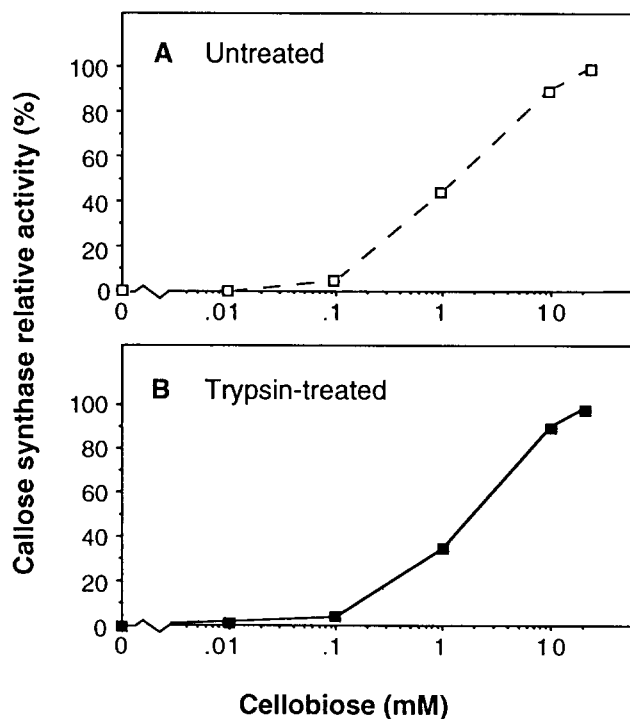 Callose synthase relative activity (%)
A Untreated
100
80
60
40
20
0
0 .01 .1 1 10
B Trypsin-treated
100
80
60
40
20
0
0 .01 .1 1 10
Cellobiose (mM)